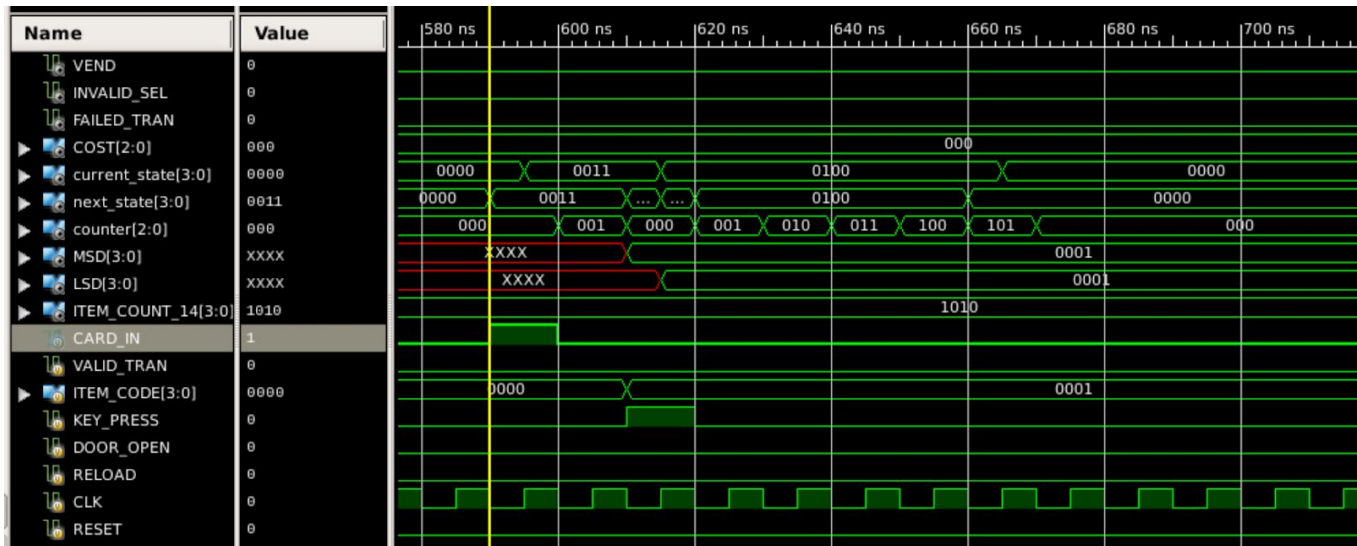 Name Value 580 ns 600 ns 620 ns 640 ns 660 ns 680 ns 700 ns
VEND 0
INVALID_SEL 0
FAILED_TRAN 0
COST[2:0] 000 000
current_state[3:0] 0000 0000 0011 0100 0000
next_state[3:0] 0011 0000 0011 ... ... 0100 0000
counter[2:0] 000 000 001 000 001 010 011 100 101 000
MSD[3:0] XXXX XXXX 0001
LSD[3:0] XXXX XXXX 0001
ITEM_COUNT_14[3:0] 1010 1010
CARD_IN 1
VALID_TRAN 0
ITEM_CODE[3:0] 0000 0000 0001
KEY_PRESS 0
DOOR_OPEN 0
RELOAD 0
CLK 0
RESET 0